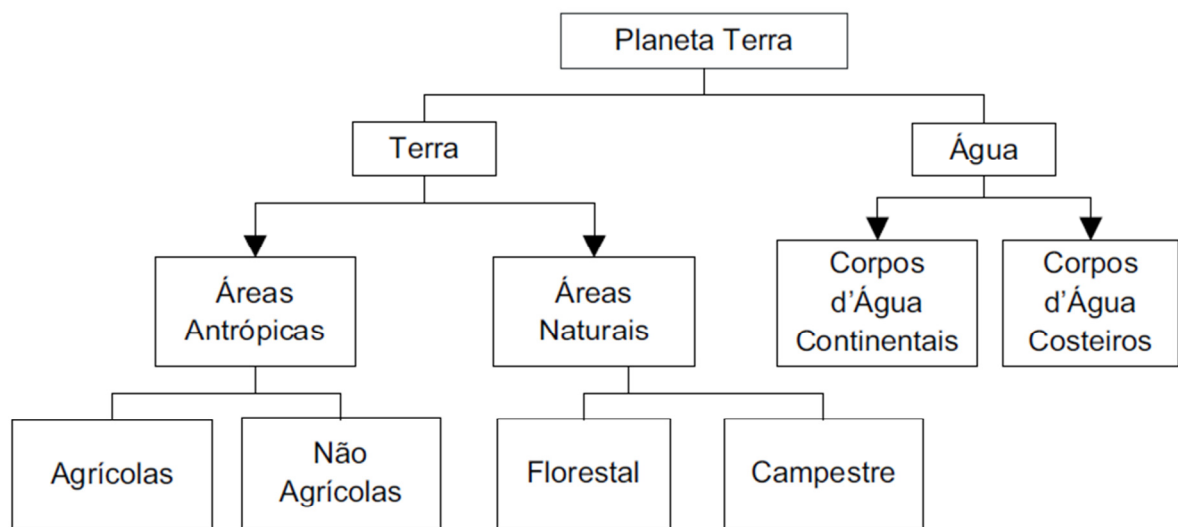 Planeta Terra
Terra
Água
Áreas
Antrópicas
Áreas
Naturais
Corpos
d'Água
Continentais
Corpos
d'Água
Costeiros
Agrícolas
Não
Agrícolas
Florestal
Campestre